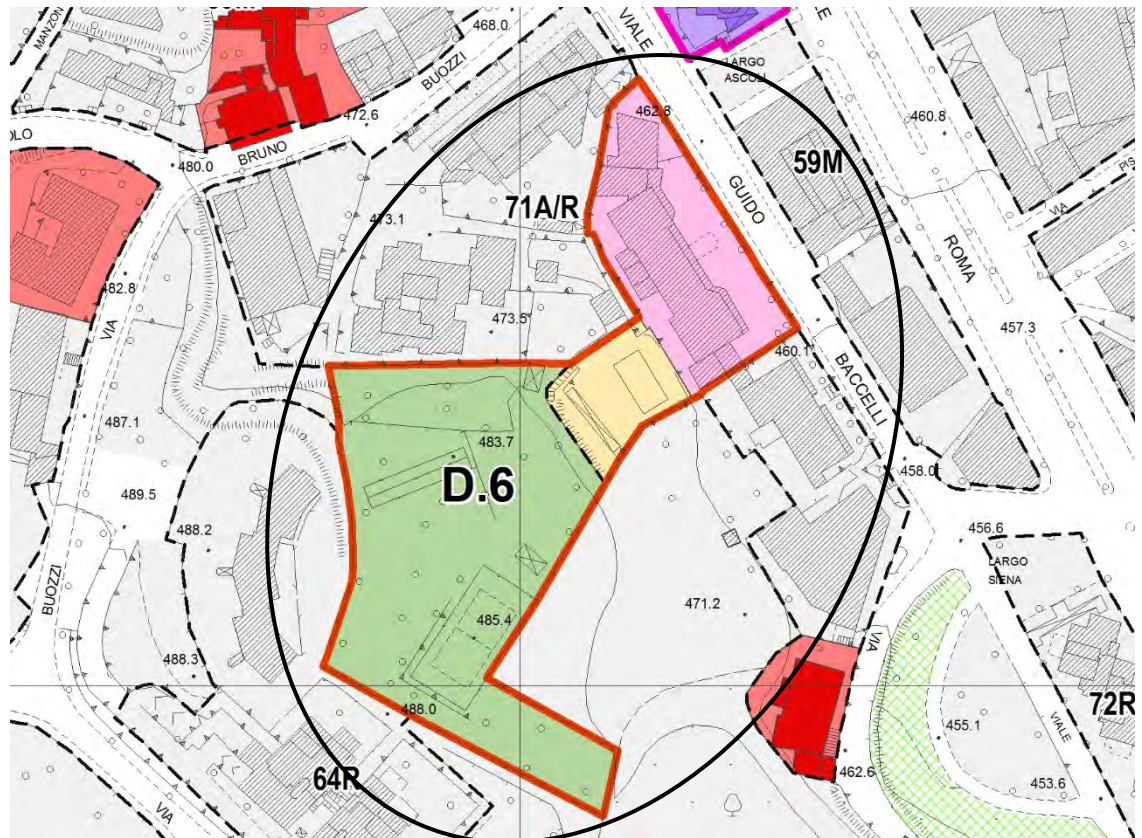 MANZON
468.0
VIALE
LARGO
ASCOLI
BUOZZI
462.8
460.8
472.6
OLO
BRUNO
480.0
59M
GUIDO
71A/R
473.1
VIA
PIS
ROMA
482.8
VIA
473.5
457.3
460.1
BACCELLI
487.1
483.7
D.6
458.0
489.5
488.2
456.6
LARGO
SIENA
BUOZZI
471.2
485.4
VIA
488.3
488.0
72R
455.1
VIALE
64R
462.6
453.6
VIA